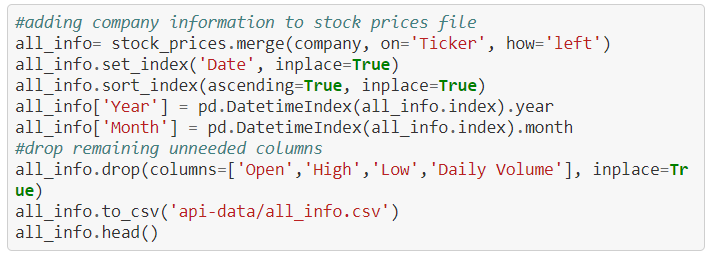 #adding company information to stock prices file
all_info= stock_prices.merge(company, on='Ticker', how='left')
all_info.set_index('Date', inplace=True)
all_info.sort_index(ascending=True, inplace=True)
all_info['Year'] = pd.DatetimeIndex(all_info.index).year
all_info['Month'] = pd.DatetimeIndex(all_info.index).month
#drop remaining unneeded columns
all_info.drop(columns=['Open','High','Low','Daily Volume'], inplace=Tr
ue)
all_info.to_csv('api-data/all_info.csv')
all_info.head()